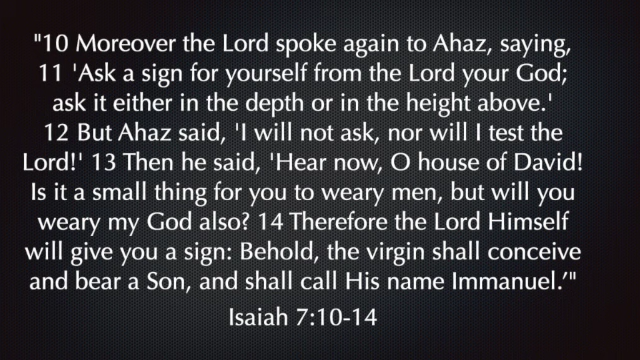 "10 Moreover the Lord spoke again to Ahaz, saying,
11 'Ask a sign for yourself from the Lord your God;
ask it either in the depth or in the height above.'
12 But Ahaz said, 'I will not ask, nor will I test the
Lord!' 13 Then he said, 'Hear now, O house of David!
Is it a small thing for you to weary men, but will you
weary my God also? 14 Therefore the Lord Himself
will give you a sign: Behold, the virgin shall conceive
and bear a Son, and shall call His name Immanuel.'"
Isaiah 7:10-14